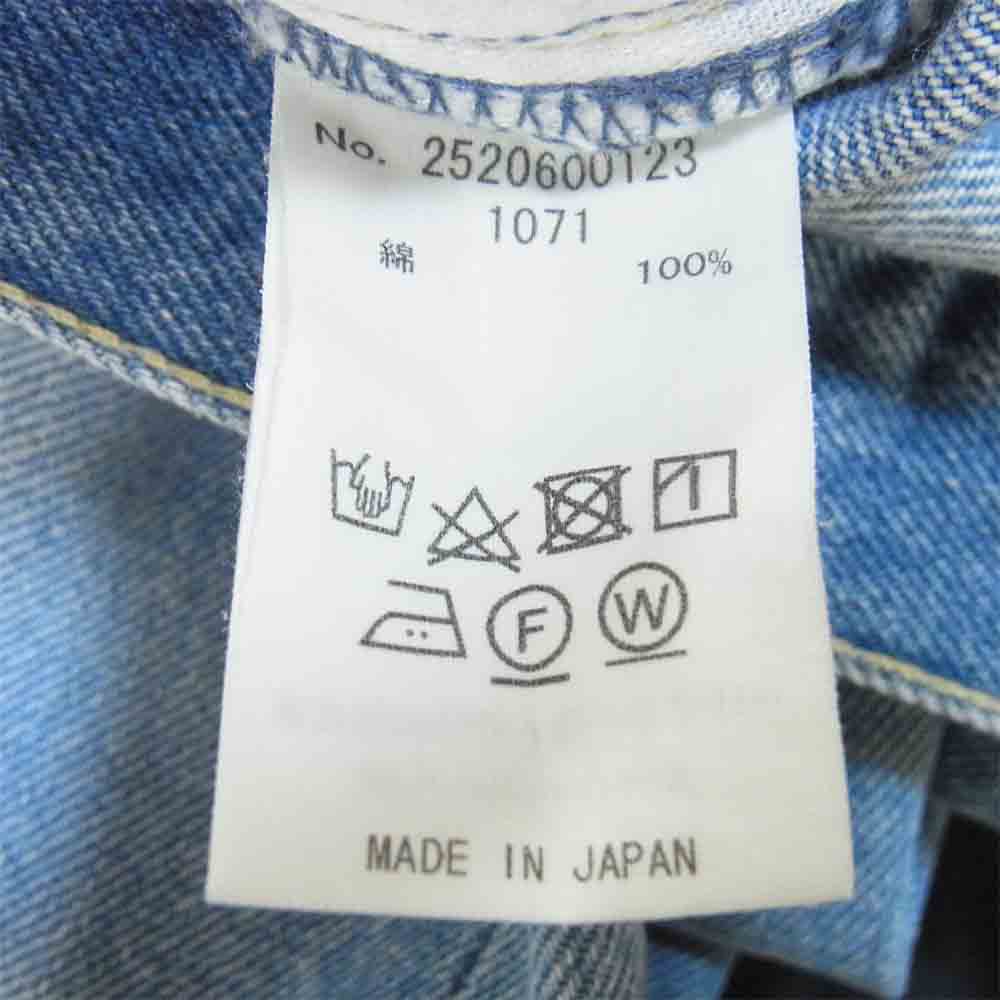 No. 2520600123
1071
綿 100%
F W
MADE IN JAPAN